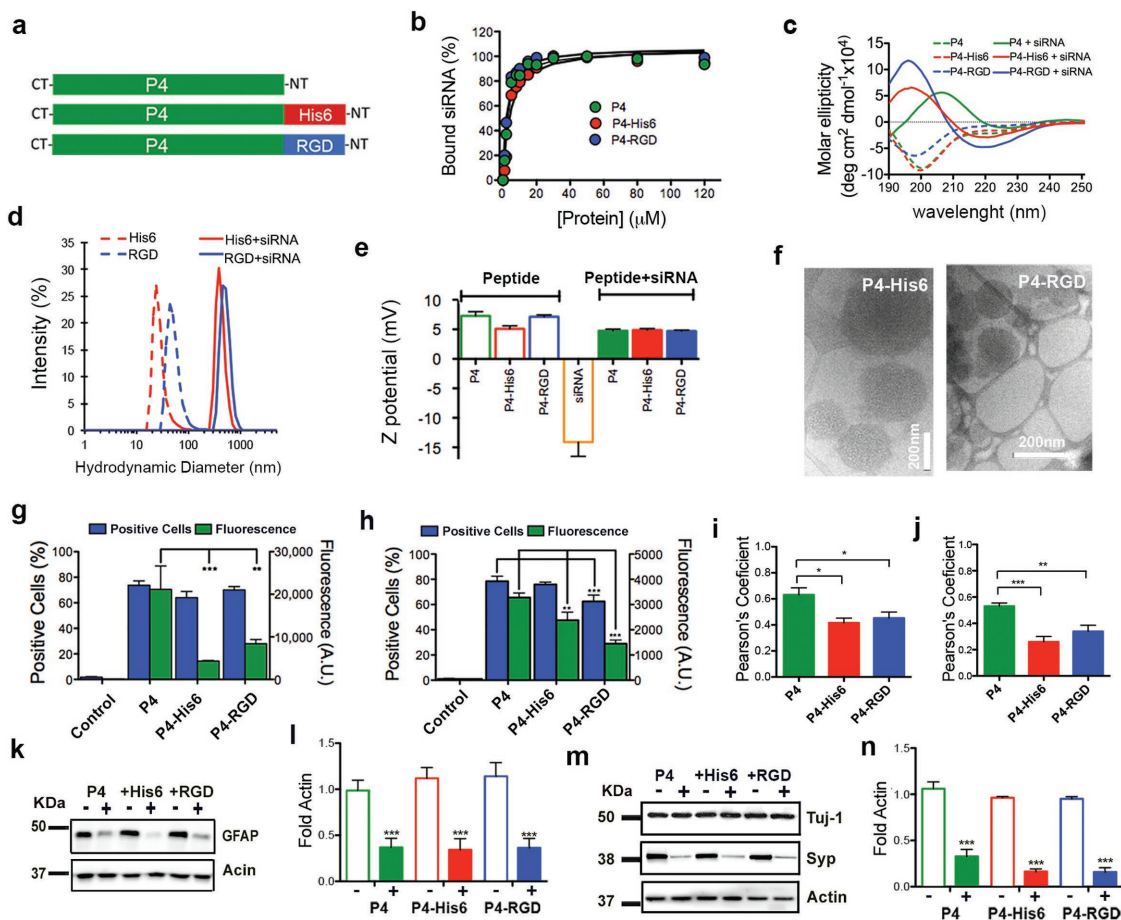 a
CT- P4 -NT
CT- P4 His6 -NT
CT- P4 RGD -NT
b
Bound siRNA (%)
120
100
80
60
40
20
0
0 20 40 60 80 100 120
[Protein] (μM)
P4
P4-His6
P4-RGD
c
Molar ellipticity
(deg cm² dmol⁻¹x10⁴)
15
10
5
0
-5
-10
190 200 210 220 230 240 250
wavelenght (nm)
P4 P4 + siRNA
P4-His6 P4-His6 + siRNA
P4-RGD P4-RGD + siRNA
d
His6 His6+siRNA
RGD RGD+siRNA
Intensity (%)
35
30
25
20
15
10
5
0
1 10 100 1000
Hydrodynamic Diameter (nm)
e
Peptide Peptide+siRNA
Z potential (mV)
10
5
0
-5
-10
-15
P4
P4-His6
P4-RGD
siRNA
P4
P4-His6
P4-RGD
f
P4-His6
200nm
P4-RGD
200nm
g
Positive Cells Fluorescence
Positive Cells (%)
100
80
60
40
20
0
*** **
30,000
20,000
10,000
0
Fluorescence (A.U.)
Control P4 P4-His6 P4-RGD
h
Positive Cells Fluorescence
Positive Cells (%)
100
80
60
40
20
0
** *** ***
5000
4000
3000
2000
1000
0
Fluorescence (A.U.)
Control P4 P4-His6 P4-RGD
i
Pearson's Coeficient
1.0
0.8
0.6
0.4
0.2
0.0
*
*
P4 P4-His6 P4-RGD
j
Pearson's Coeficient
1.0
0.8
0.6
0.4
0.2
0.0
**
***
P4 P4-His6 P4-RGD
k
P4 +His6 +RGD
KDa - + - + - +
50
GFAP
37
Acin
l
Fold Actin
1.5
1.0
0.5
0.0
*** *** ***
- + - + - +
P4 P4-His6 P4-RGD
m
P4 +His6 +RGD
KDa - + - + - +
50 Tuj-1
38 Syp
37 Actin
n
Fold Actin
1.5
1.0
0.5
0.0
*** *** ***
- + - + - +
P4 P4-His6 P4-RGD